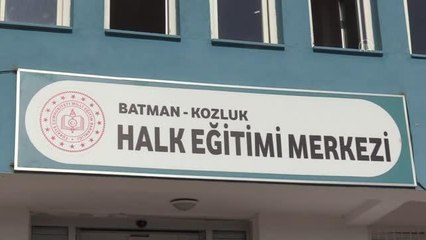 BATMAN - KOZLUK
HALK EĞİTİMİ MERKEZİ